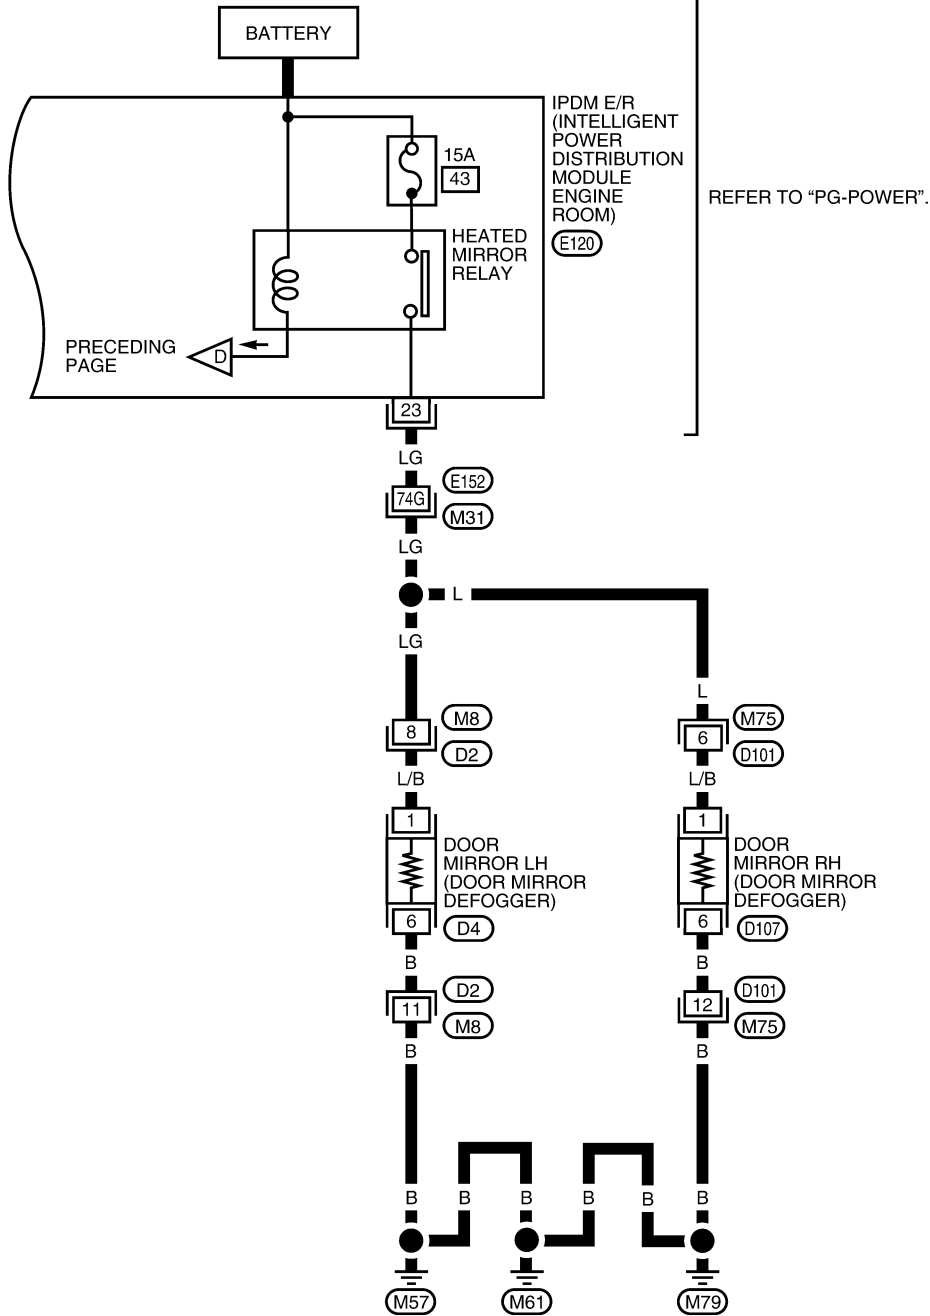 BATTERY
IPDM E/R
(INTELLIGENT
POWER
DISTRIBUTION
MODULE
ENGINE
ROOM)
E120
REFER TO “PG-POWER”.
15A
43
HEATED
MIRROR
RELAY
PRECEDING
PAGE
D
23
LG
74G
E152
M31
LG
L
LG
L
8
M8
D2
6
M75
D101
L/B
L/B
1
1
DOOR
MIRROR LH
(DOOR MIRROR
DEFOGGER)
DOOR
MIRROR RH
(DOOR MIRROR
DEFOGGER)
6
D4
6
D107
B
B
11
D2
M8
12
D101
M75
B
B
B
B
B
B
B
B
M57
M61
M79